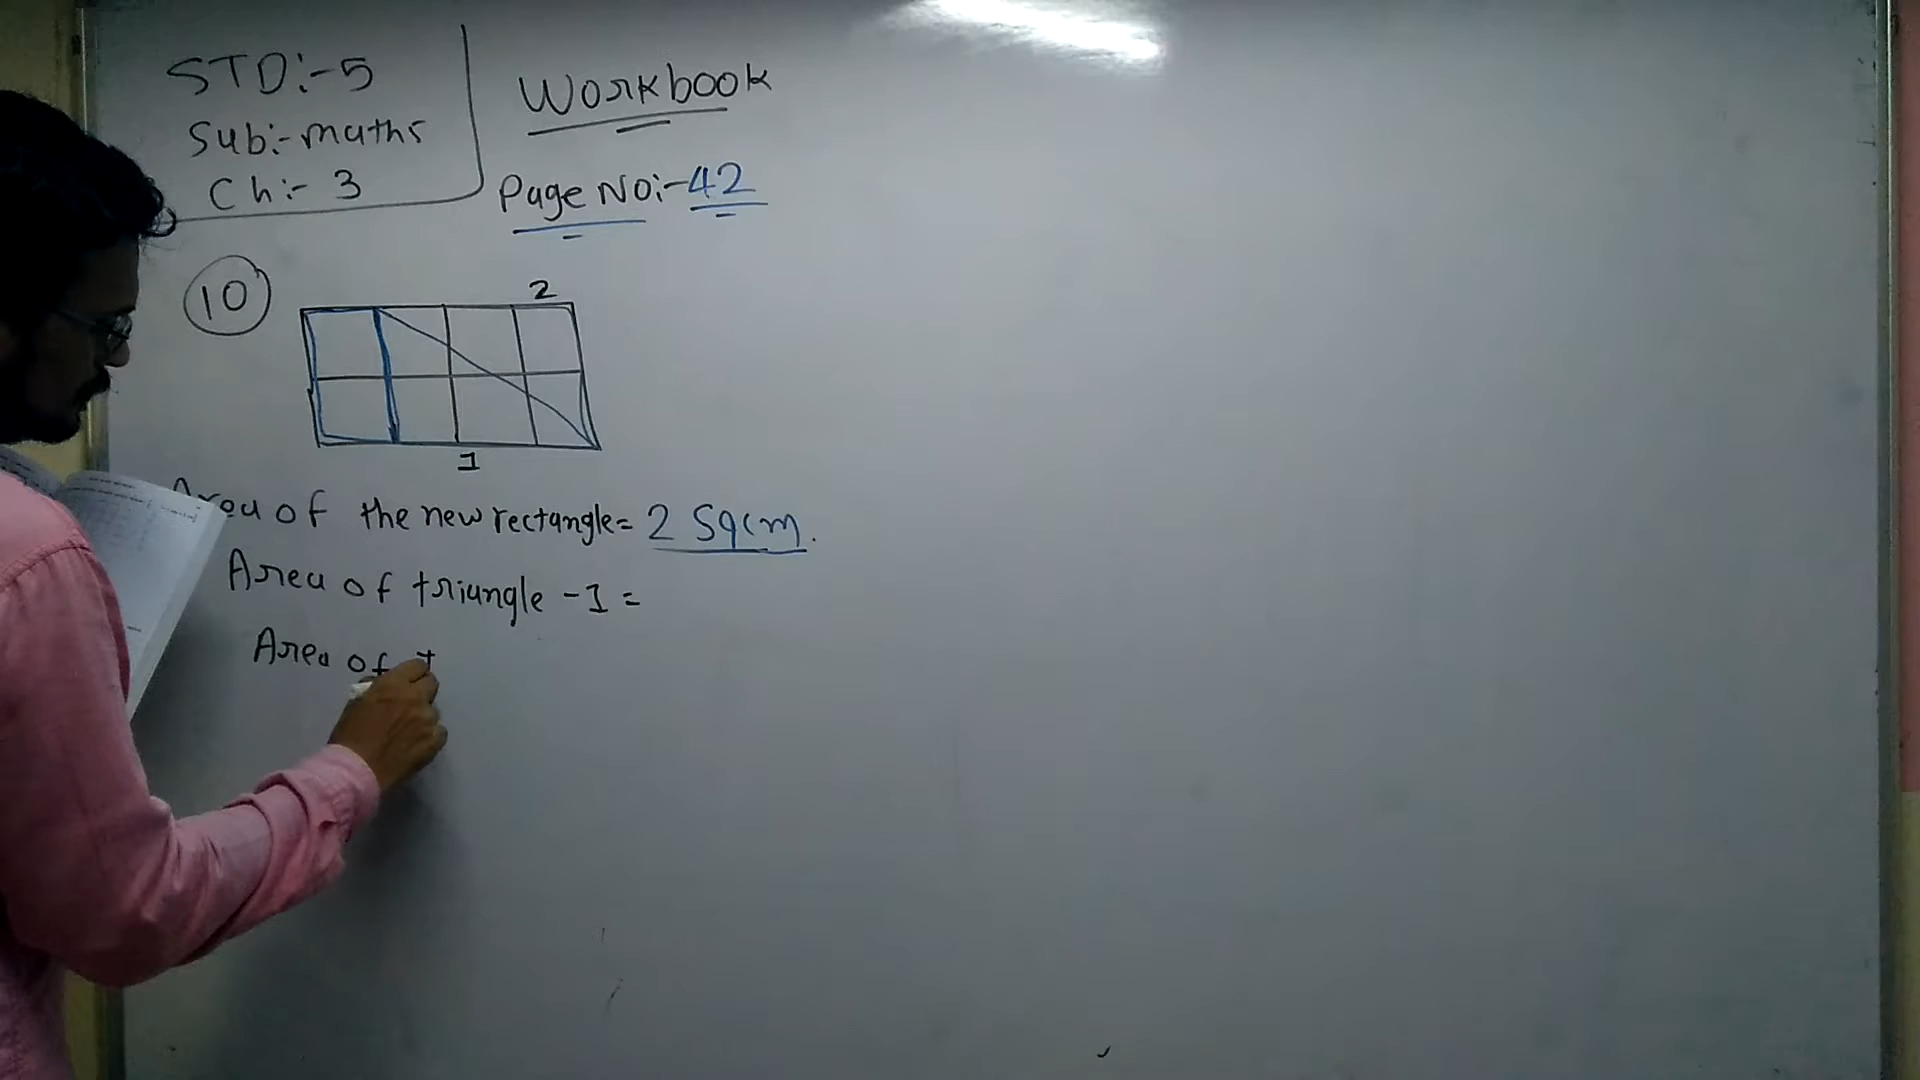 STD:-5
Sub:-maths
Ch:- 3
Workbook
Page NO:-42
10
2
1
Area of the new rectangle= 2 Sqcm.
Area of triangle -1=
Area of t